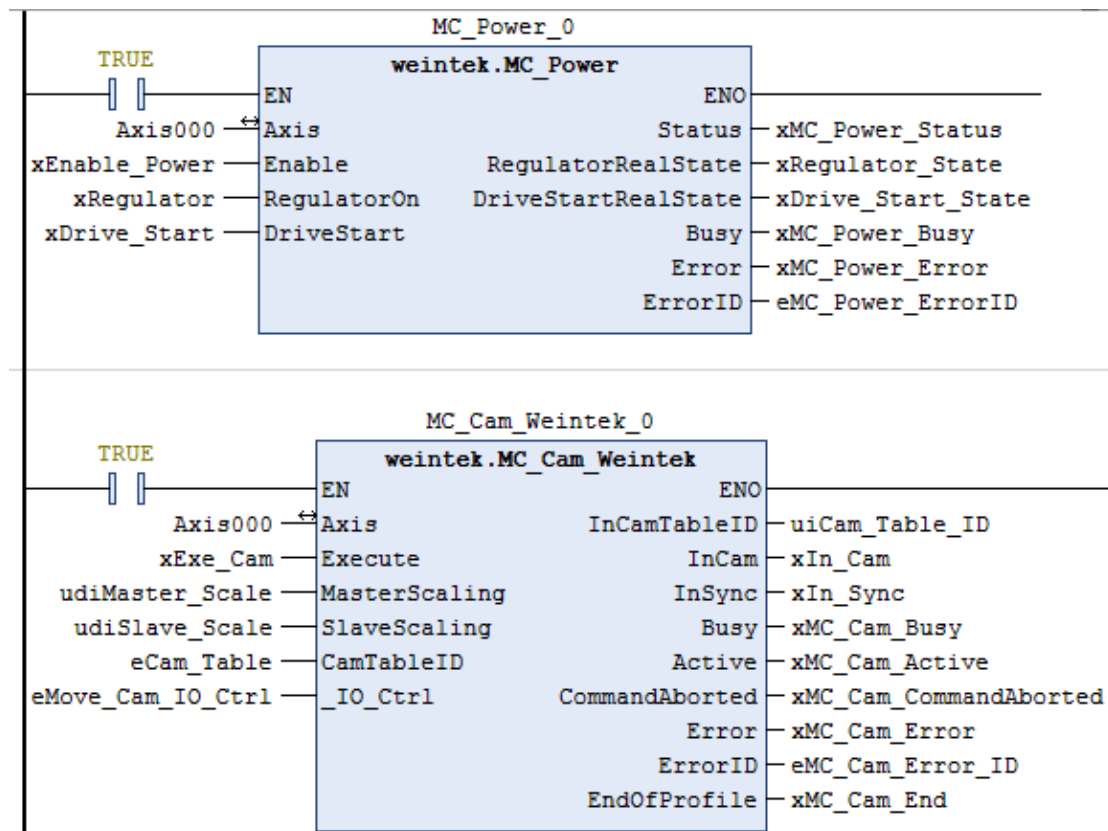 MC_Power_0
TRUE
weintek.MC_Power
EN ENO
Axis000 Axis Status xMC_Power_Status
xEnable_Power Enable RegulatorRealState xRegulator_State
xRegulator RegulatorOn DriveStartRealState xDrive_Start_State
xDrive_Start DriveStart Busy xMC_Power_Busy
Error xMC_Power_Error
ErrorID eMC_Power_ErrorID
MC_Cam_Weintek_0
TRUE
weintek.MC_Cam_Weintek
EN ENO
Axis000 Axis InCamTableID uiCam_Table_ID
xExe_Cam Execute InCam xIn_Cam
udiMaster_Scale MasterScaling InSync xIn_Sync
udiSlave_Scale SlaveScaling Busy xMC_Cam_Busy
eCam_Table CamTableID Active xMC_Cam_Active
eMove_Cam_IO_Ctrl _IO_Ctrl CommandAborted xMC_Cam_CommandAborted
Error xMC_Cam_Error
ErrorID eMC_Cam_Error_ID
EndOfProfile xMC_Cam_End